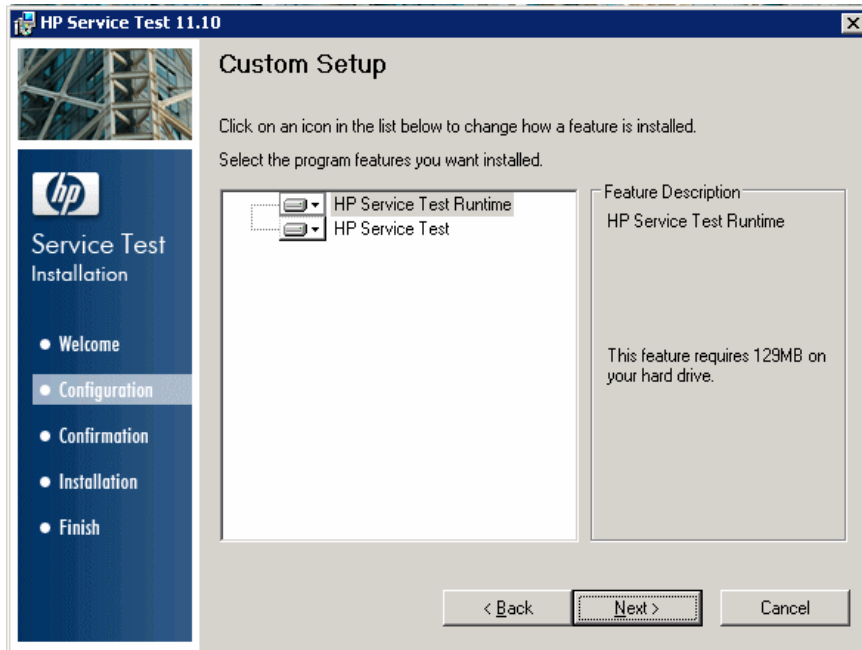 HP Service Test 11.10
Custom Setup
Click on an icon in the list below to change how a feature is installed.
Select the program features you want installed.
hp
Service Test
Installation
Welcome
Configuration
Confirmation
Installation
Finish
HP Service Test Runtime
HP Service Test
Feature Description
HP Service Test Runtime
This feature requires 129MB on
your hard drive.
< Back
Next >
Cancel